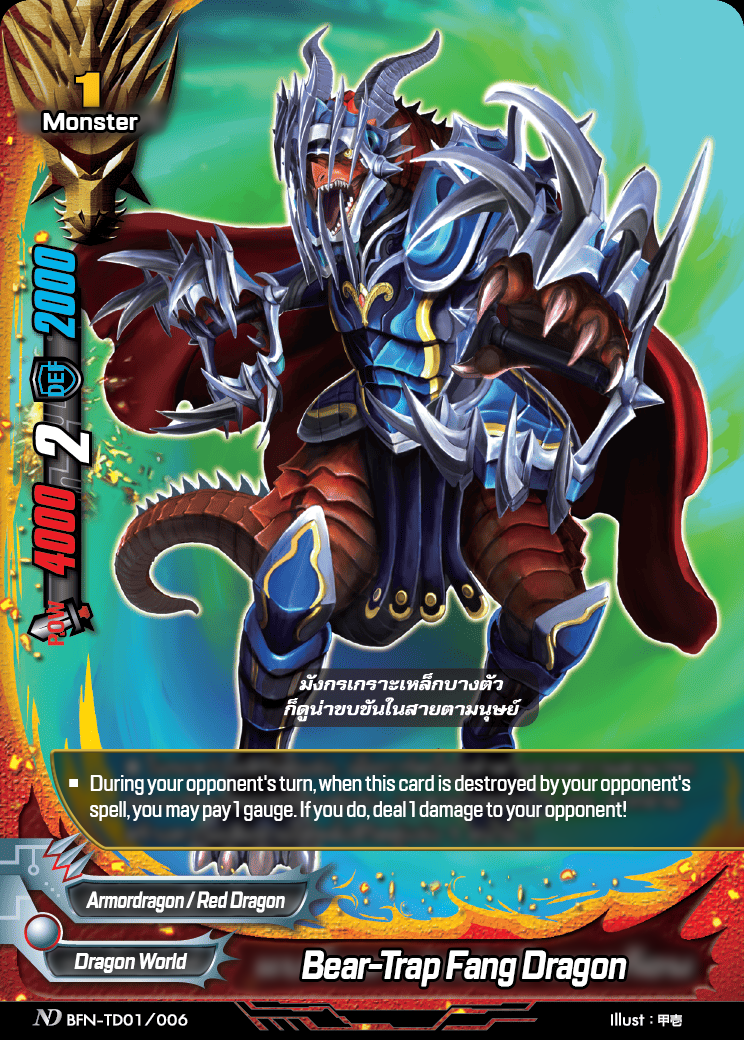 1
Monster
2000
DEF
2
4000
POW
มังกรเกราะเหล็กบางตัว
ก็ดูน่าขบขันในสายตามนุษย์
■ During your opponent's turn, when this card is destroyed by your opponent's
spell, you may pay 1 gauge. If you do, deal 1 damage to your opponent!
Armordragon / Red Dragon
Dragon World
Bear-Trap Fang Dragon
ND BFN-TD01/006
Illust : 甲壱